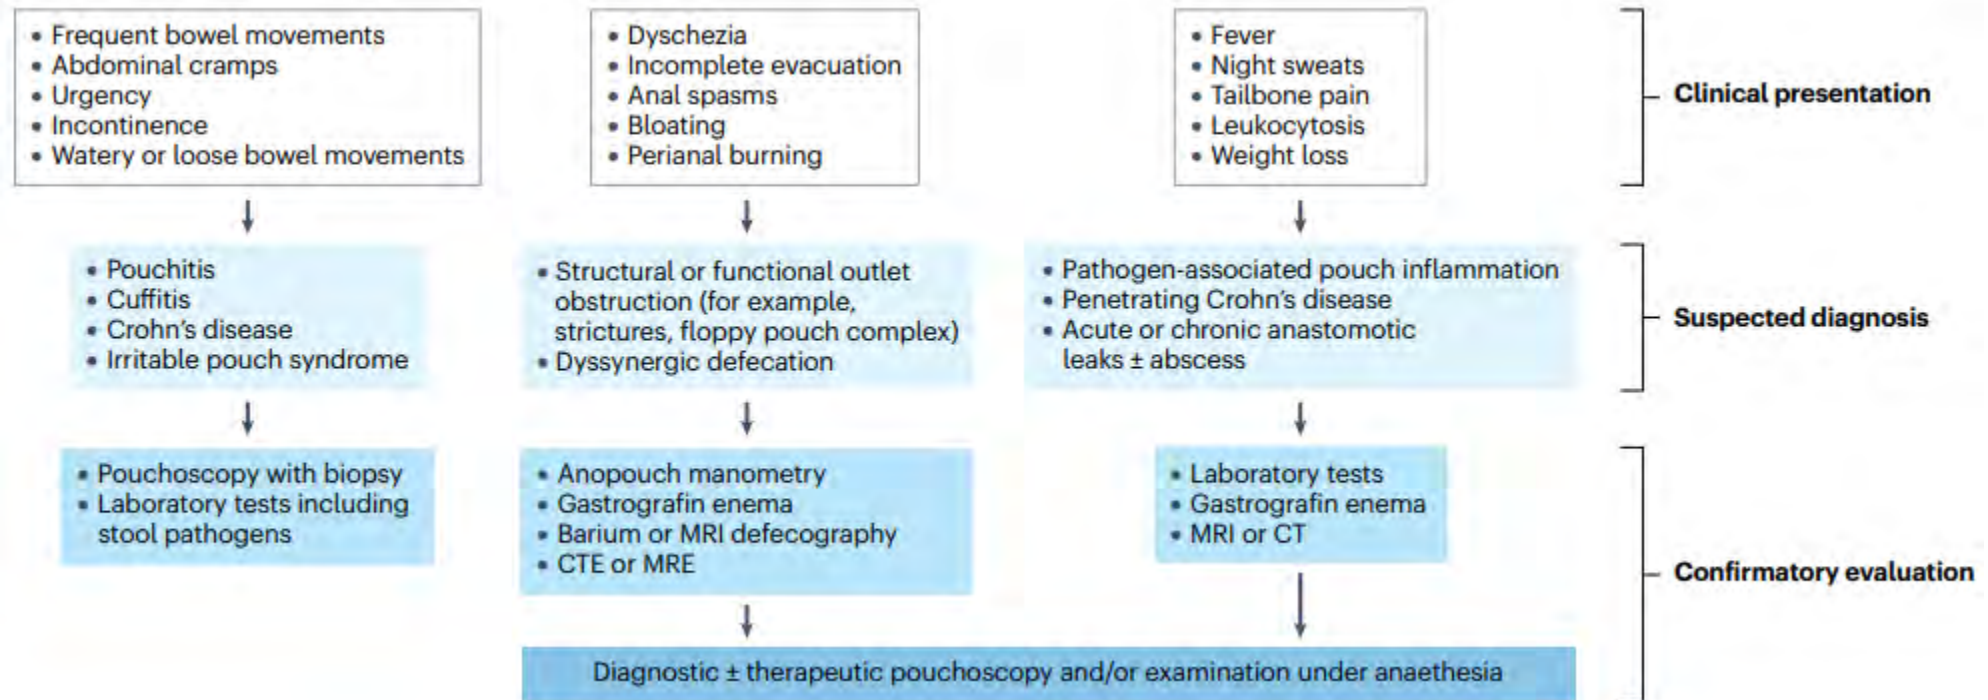 • Frequent bowel movements
• Abdominal cramps
• Urgency
• Incontinence
• Watery or loose bowel movements
• Dyschezia
• Incomplete evacuation
• Anal spasms
• Bloating
• Perianal burning
• Fever
• Night sweats
• Tailbone pain
• Leukocytosis
• Weight loss
Clinical presentation
• Pouchitis
• Cuffitis
• Crohn’s disease
• Irritable pouch syndrome
• Structural or functional outlet
obstruction (for example,
strictures, floppy pouch complex)
• Dyssynergic defecation
• Pathogen-associated pouch inflammation
• Penetrating Crohn’s disease
• Acute or chronic anastomotic
leaks ± abscess
Suspected diagnosis
• Pouchoscopy with biopsy
• Laboratory tests including
stool pathogens
• Anopouch manometry
• Gastrografin enema
• Barium or MRI defecography
• CTE or MRE
• Laboratory tests
• Gastrografin enema
• MRI or CT
Confirmatory evaluation
Diagnostic ± therapeutic pouchoscopy and/or examination under anaethesia